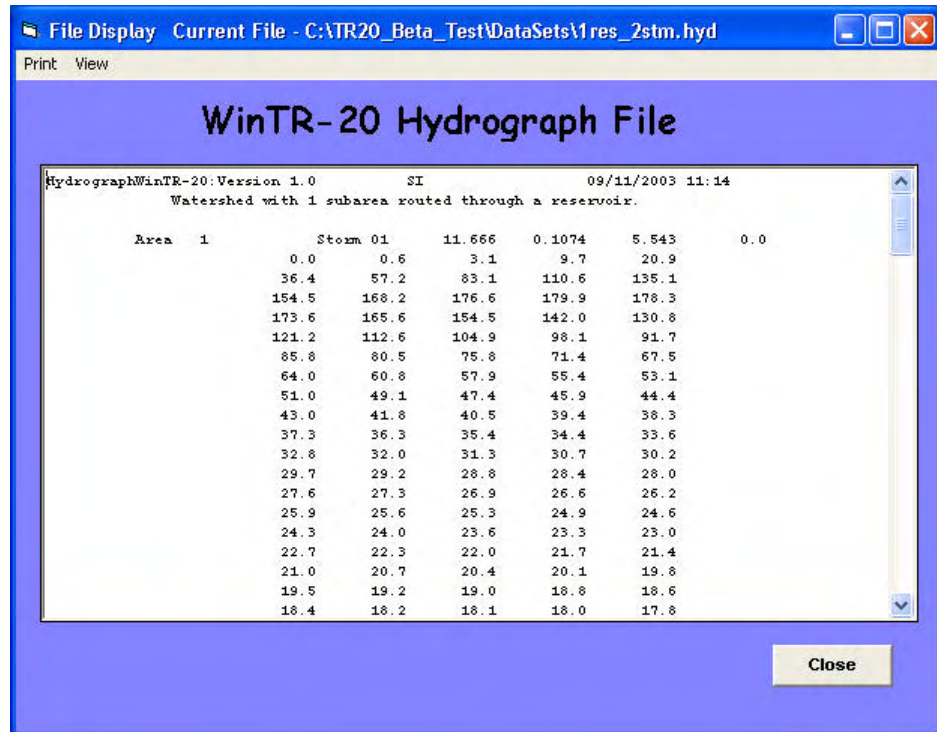 File Display Current File - C:\TR20_Beta_Test\DataSets\1res_2stm.hyd
Print View
WinTR-20 Hydrograph File
HydrographWinTR-20:Version 1.0 SI 09/11/2003 11:14
Watershed with 1 subarea routed through a reservoir.
Area 1 Storm 01 11.666 0.1074 5.543 0.0
0.0 0.6 3.1 9.7 20.9
36.4 57.2 83.1 110.6 135.1
154.5 168.2 176.6 179.9 178.3
173.6 165.6 154.5 142.0 130.8
121.2 112.6 104.9 98.1 91.7
85.8 80.5 75.8 71.4 67.5
64.0 60.8 57.9 55.4 53.1
51.0 49.1 47.4 45.9 44.4
43.0 41.8 40.5 39.4 38.3
37.3 36.3 35.4 34.4 33.6
32.8 32.0 31.3 30.7 30.2
29.7 29.2 28.8 28.4 28.0
27.6 27.3 26.9 26.6 26.2
25.9 25.6 25.3 24.9 24.6
24.3 24.0 23.6 23.3 23.0
22.7 22.3 22.0 21.7 21.4
21.0 20.7 20.4 20.1 19.8
19.5 19.2 19.0 18.8 18.6
18.4 18.2 18.1 18.0 17.8
Close